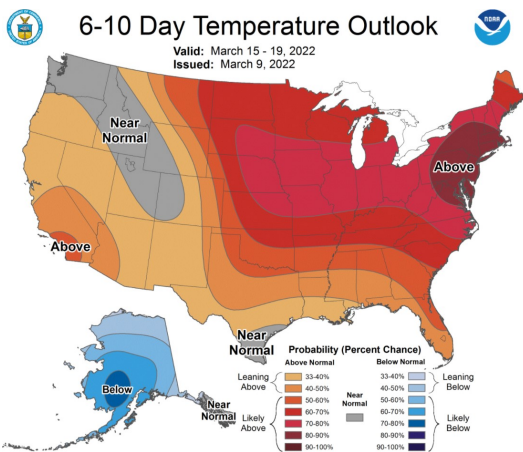 6-10 Day Temperature Outlook
Valid: March 15 - 19, 2022
Issued: March 9, 2022
NOAA
Near
Normal
Above
Above
Near
Normal
Below
Near
Normal
Probability (Percent Chance)
Above Normal
Below Normal
Leaning
Above
33-40%
40-50%
Likely
Above
50-60%
60-70%
70-80%
80-90%
90-100%
Near
Normal
33-40%
40-50%
Leaning
Below
50-60%
60-70%
70-80%
80-90%
90-100%
Likely
Below